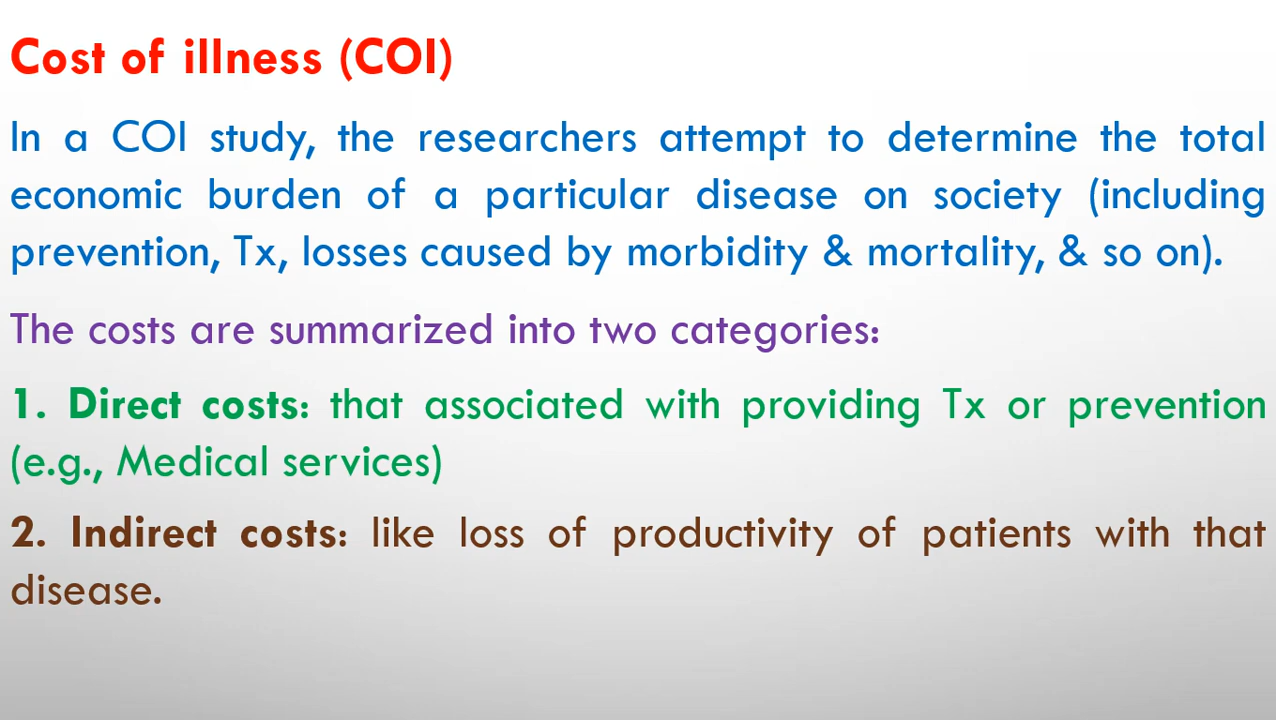 Cost of illness (COI)
In a COI study, the researchers attempt to determine the total
economic burden of a particular disease on society (including
prevention, Tx, losses caused by morbidity & mortality, & so on).
The costs are summarized into two categories:
1. Direct costs: that associated with providing Tx or prevention
(e.g., Medical services)
2. Indirect costs: like loss of productivity of patients with that
disease.